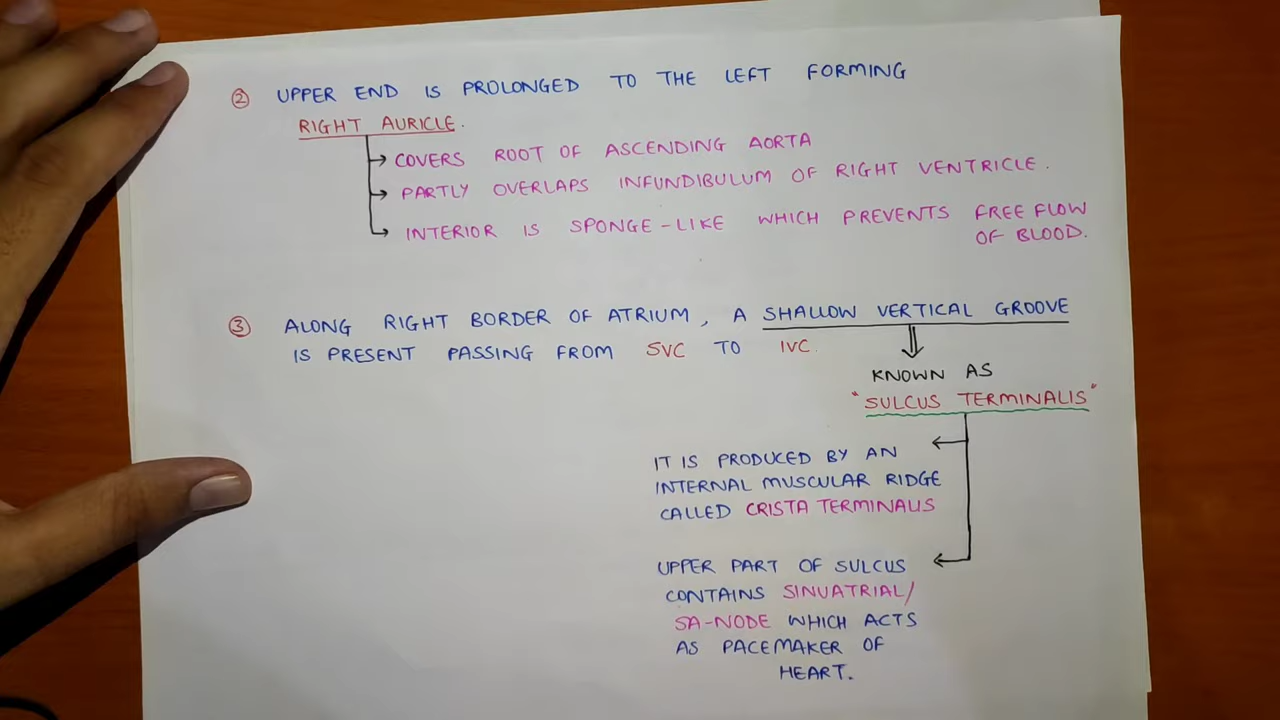 ② UPPER END IS PROLONGED TO THE LEFT FORMING
RIGHT AURICLE.
→ COVERS ROOT OF ASCENDING AORTA
→ PARTLY OVERLAPS INFUNDIBULUM OF RIGHT VENTRICLE.
→ INTERIOR IS SPONGE-LIKE WHICH PREVENTS FREE FLOW
OF BLOOD.
③ ALONG RIGHT BORDER OF ATRIUM, A SHALLOW VERTICAL GROOVE
IS PRESENT PASSING FROM SVC TO IVC.
KNOWN AS
"SULCUS TERMINALIS"
IT IS PRODUCED BY AN
INTERNAL MUSCULAR RIDGE
CALLED CRISTA TERMINALIS
UPPER PART OF SULCUS
CONTAINS SINUATRIAL/
SA-NODE WHICH ACTS
AS PACEMAKER OF
HEART.